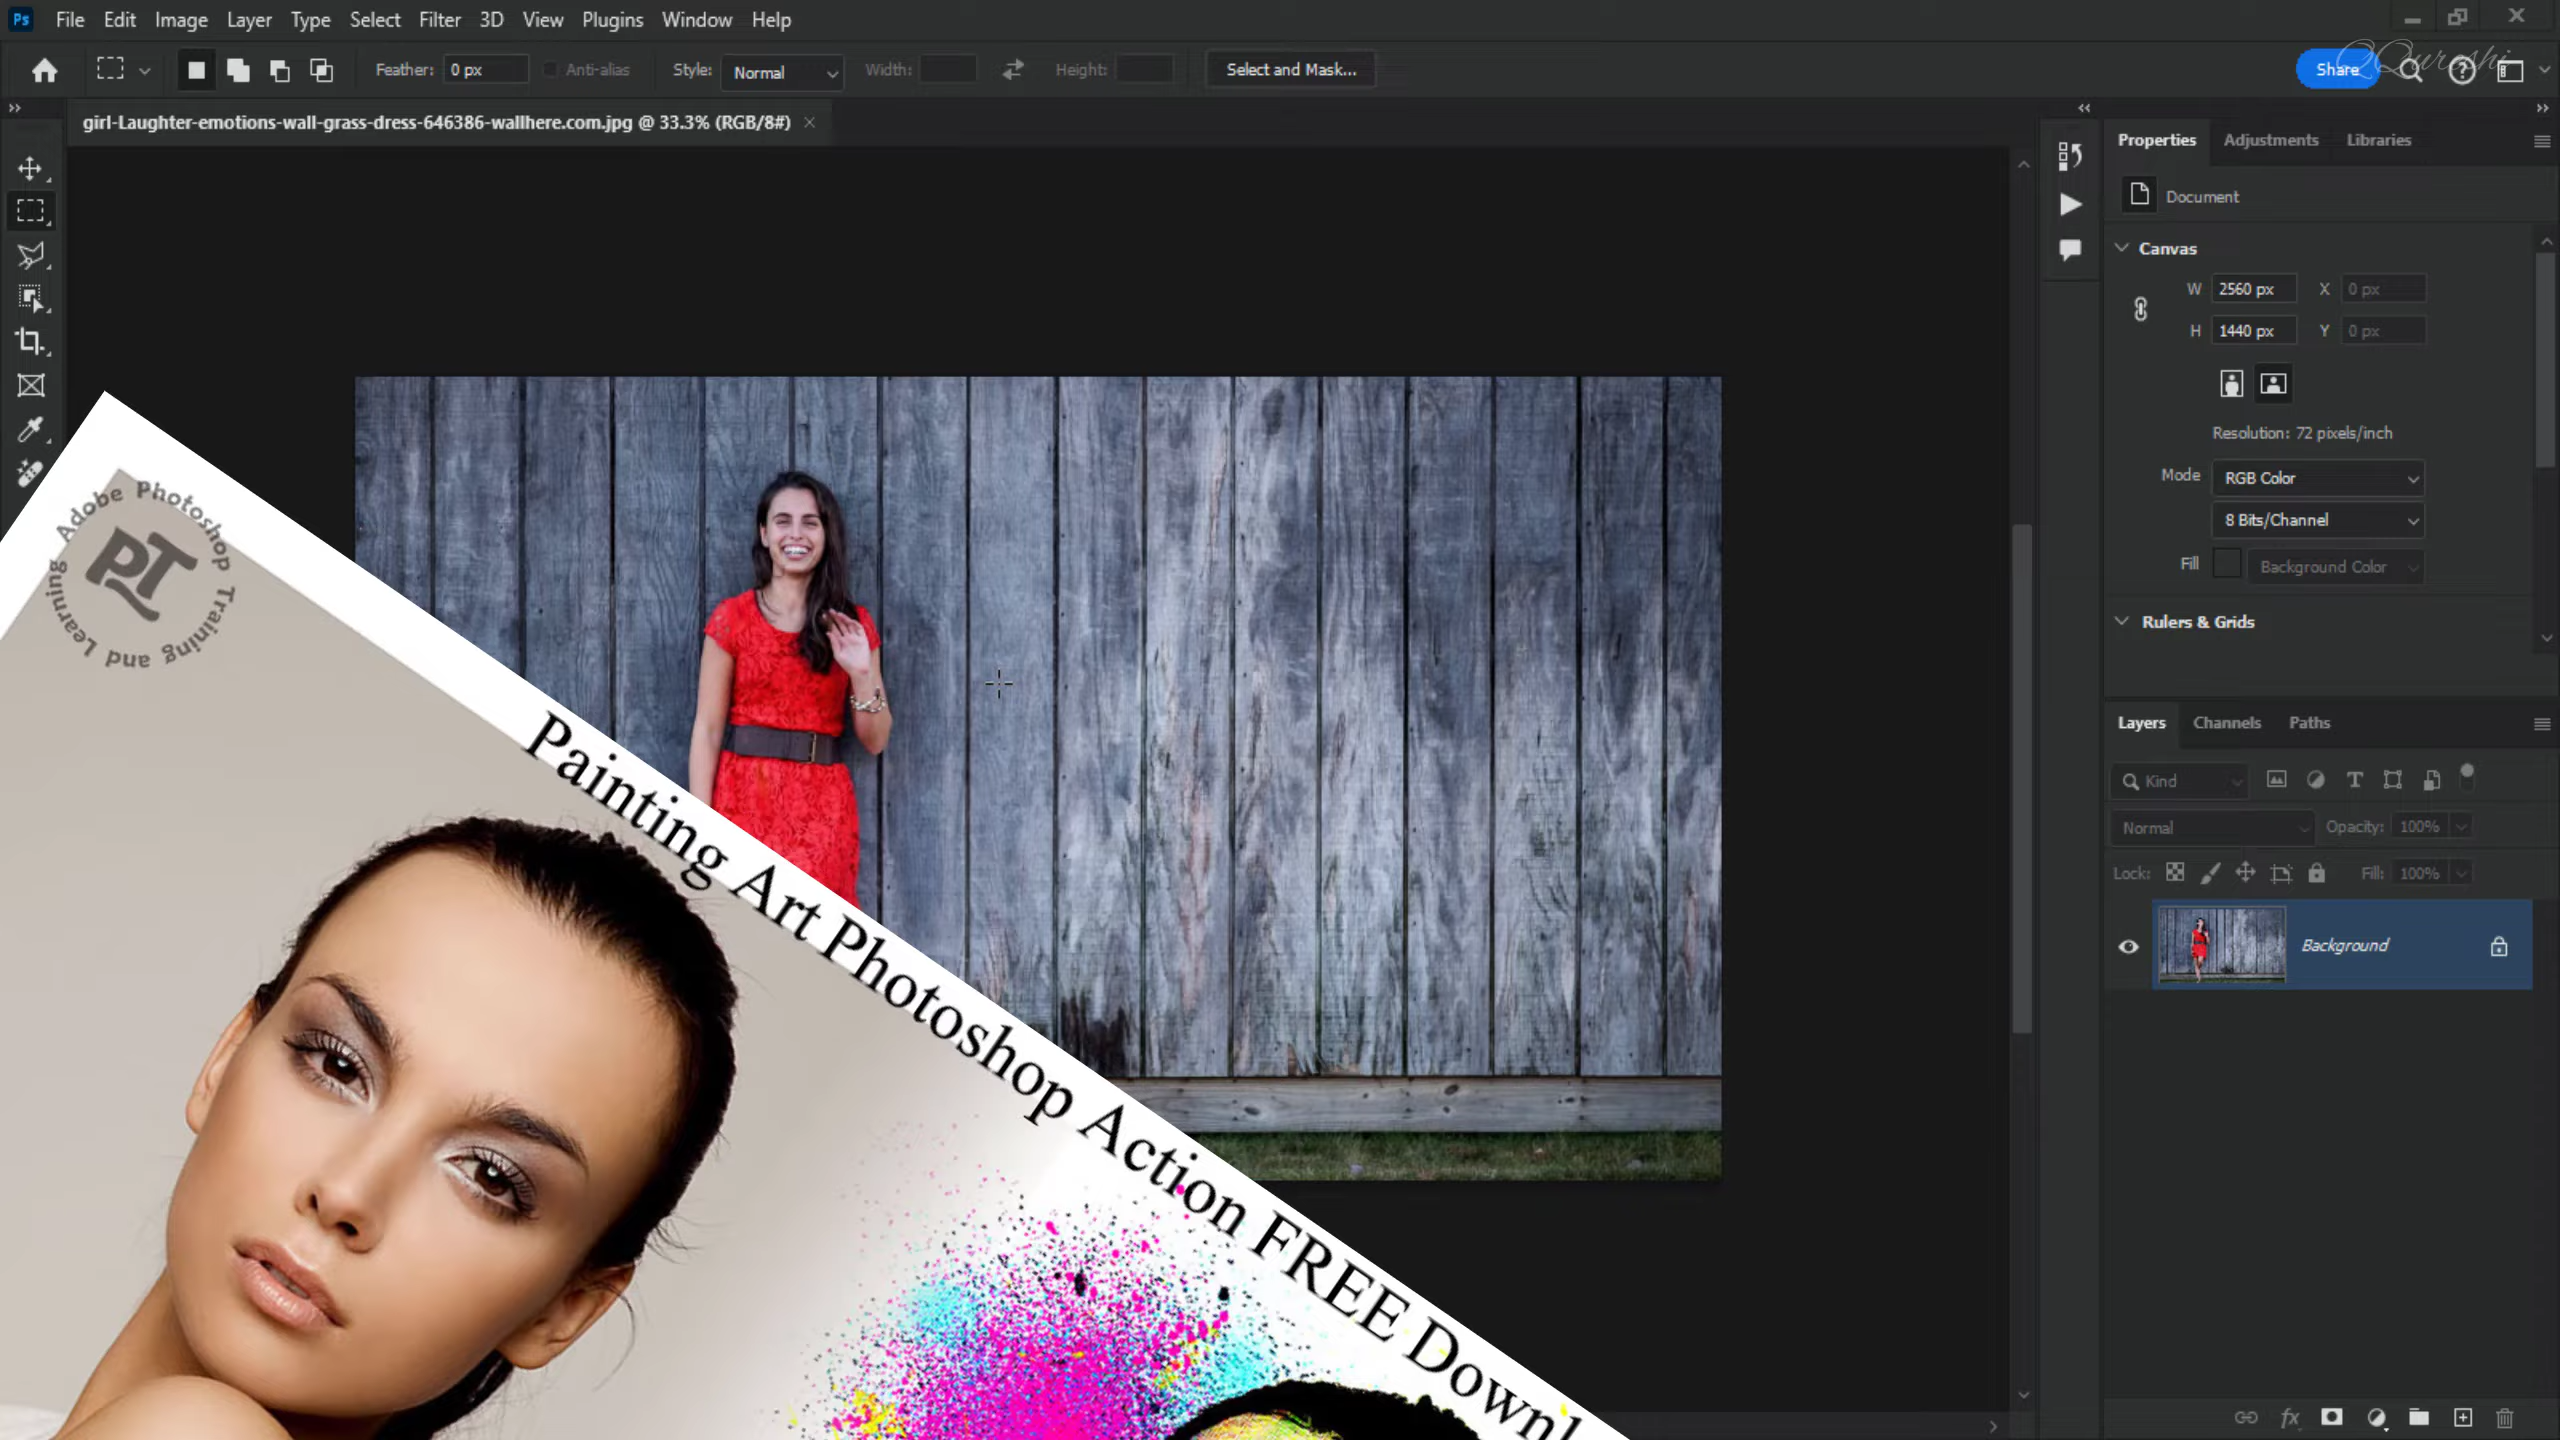 Ps File Edit Image Layer Type Select Filter 3D View Plugins Window Help
Feather: 0 px Anti-alias Style: Normal Width: Height: Select and Mask... Share
QQureshi
girl-Laughter-emotions-wall-grass-dress-646386-wallhere.com.jpg @ 33.3% (RGB/8#)
Properties Adjustments Libraries
Document
Canvas
W 2560 px X 0 px
H 1440 px Y 0 px
Resolution: 72 pixels/inch
Mode RGB Color
8 Bits/Channel
Fill Background Color
Rulers & Grids
Layers Channels Paths
Kind
Normal Opacity: 100%
Lock: Fill: 100%
Background
fx
Adobe Photoshop Training and Learning
PT
Painting Art Photoshop Action FREE Downl